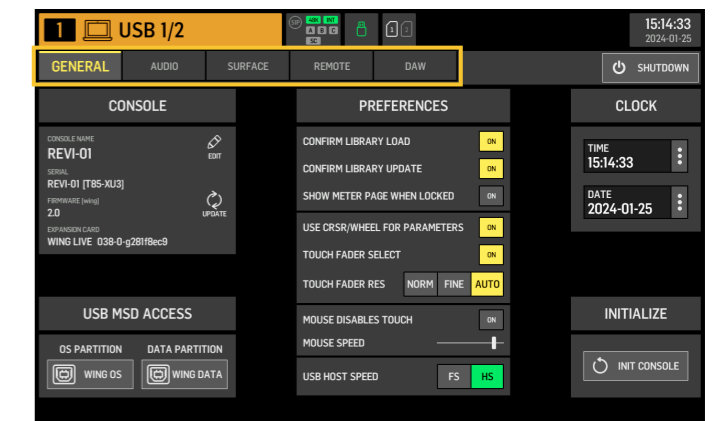 1 USB 1/2
SIP 48K INT
A B C
SC
1 2
15:14:33
2024-01-25
GENERAL AUDIO SURFACE REMOTE DAW
SHUTDOWN
CONSOLE
CONSOLE NAME
REVI-01
EDIT
SERIAL
REVI-01 [T85-XU3]
FIRMWARE [wing]
2.0
UPDATE
EXPANSION CARD
WING LIVE 038-0-g281f8ec9
USB MSD ACCESS
OS PARTITION DATA PARTITION
WING OS WING DATA
PREFERENCES
CONFIRM LIBRARY LOAD ON
CONFIRM LIBRARY UPDATE ON
SHOW METER PAGE WHEN LOCKED ON
USE CRSR/WHEEL FOR PARAMETERS ON
TOUCH FADER SELECT ON
TOUCH FADER RES NORM FINE AUTO
MOUSE DISABLES TOUCH ON
MOUSE SPEED
USB HOST SPEED FS HS
CLOCK
TIME
15:14:33
DATE
2024-01-25
INITIALIZE
INIT CONSOLE